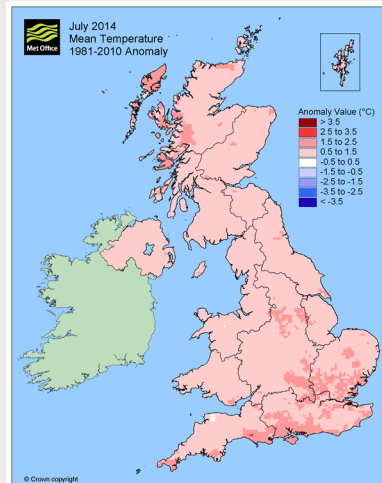 Met Office
July 2014
Mean Temperature
1981-2010 Anomaly
Anomaly Value (°C)
> 3.5
2.5 to 3.5
1.5 to 2.5
0.5 to 1.5
-0.5 to 0.5
-1.5 to -0.5
-2.5 to -1.5
-3.5 to -2.5
< -3.5
© Crown copyright